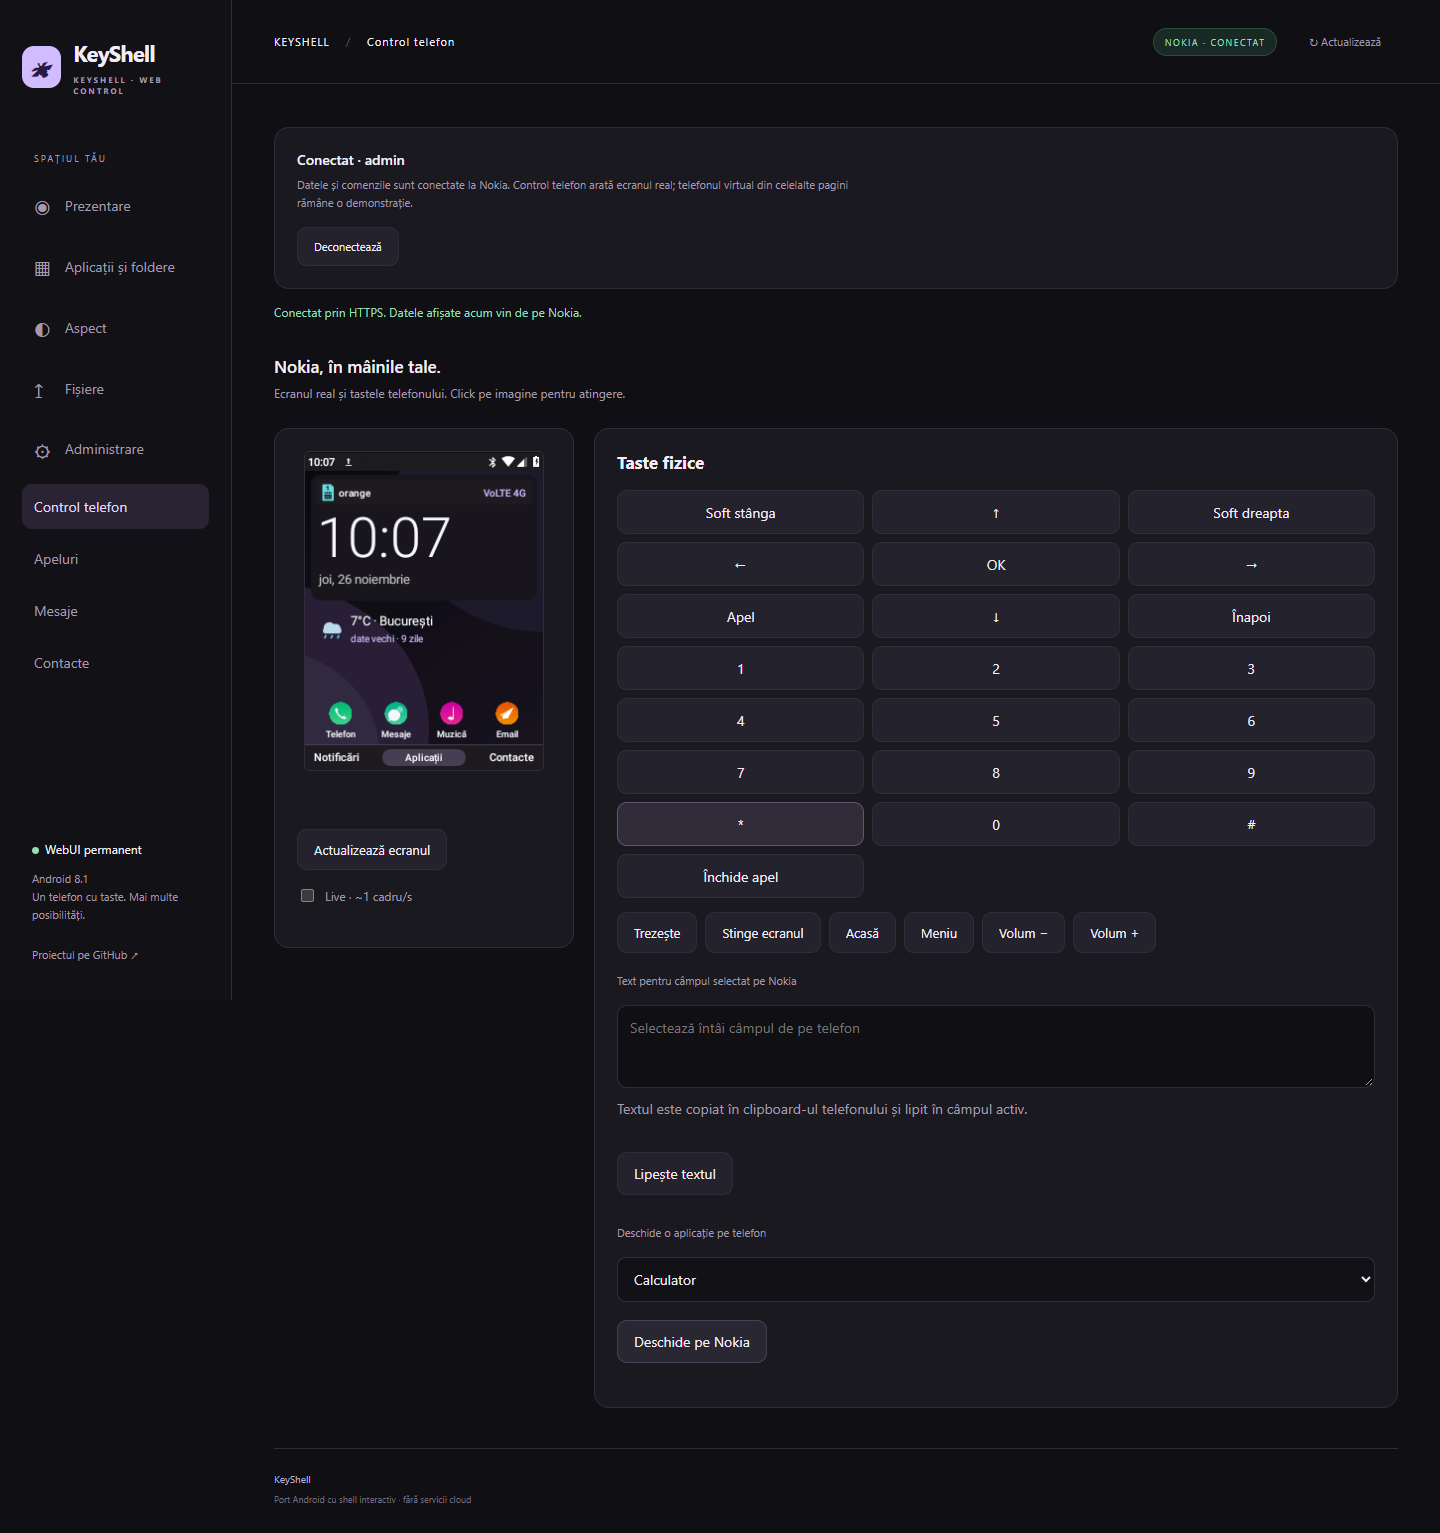 KeyShell
KEYSHELL · WEB
CONTROL
SPAȚIUL TĂU
Prezentare
Aplicații și foldere
Aspect
Fișiere
Administrare
Control telefon
Apeluri
Mesaje
Contacte
WebUI permanent
Android 8.1
Un telefon cu taste. Mai multe
posibilități.
Proiectul pe GitHub ↗
KEYSHELL / Control telefon
NOKIA · CONECTAT
↻ Actualizează
Conectat · admin
Datele și comenzile sunt conectate la Nokia. Control telefon arată ecranul real; telefonul virtual din celelalte pagini
rămâne o demonstrație.
Deconectează
Conectat prin HTTPS. Datele afișate acum vin de pe Nokia.
Nokia, în mâinile tale.
Ecranul real și tastele telefonului. Click pe imagine pentru atingere.
10:07
orange VoLTE 4G
10:07
joi, 26 noiembrie
7°C · București
date vechi · 9 zile
Telefon Mesaje Muzică Email
Notificări Aplicații Contacte
Actualizează ecranul
Live · ~1 cadru/s
Taste fizice
Soft stânga ↑ Soft dreapta
← OK →
Apel ↓ Înapoi
1 2 3
4 5 6
7 8 9
* 0 #
Închide apel
Trezește Stinge ecranul Acasă Meniu Volum − Volum +
Text pentru câmpul selectat pe Nokia
Selectează întâi câmpul de pe telefon
Textul este copiat în clipboard-ul telefonului și lipit în câmpul activ.
Lipește textul
Deschide o aplicație pe telefon
Calculator
Deschide pe Nokia
KeyShell
Port Android cu shell interactiv · fără servicii cloud